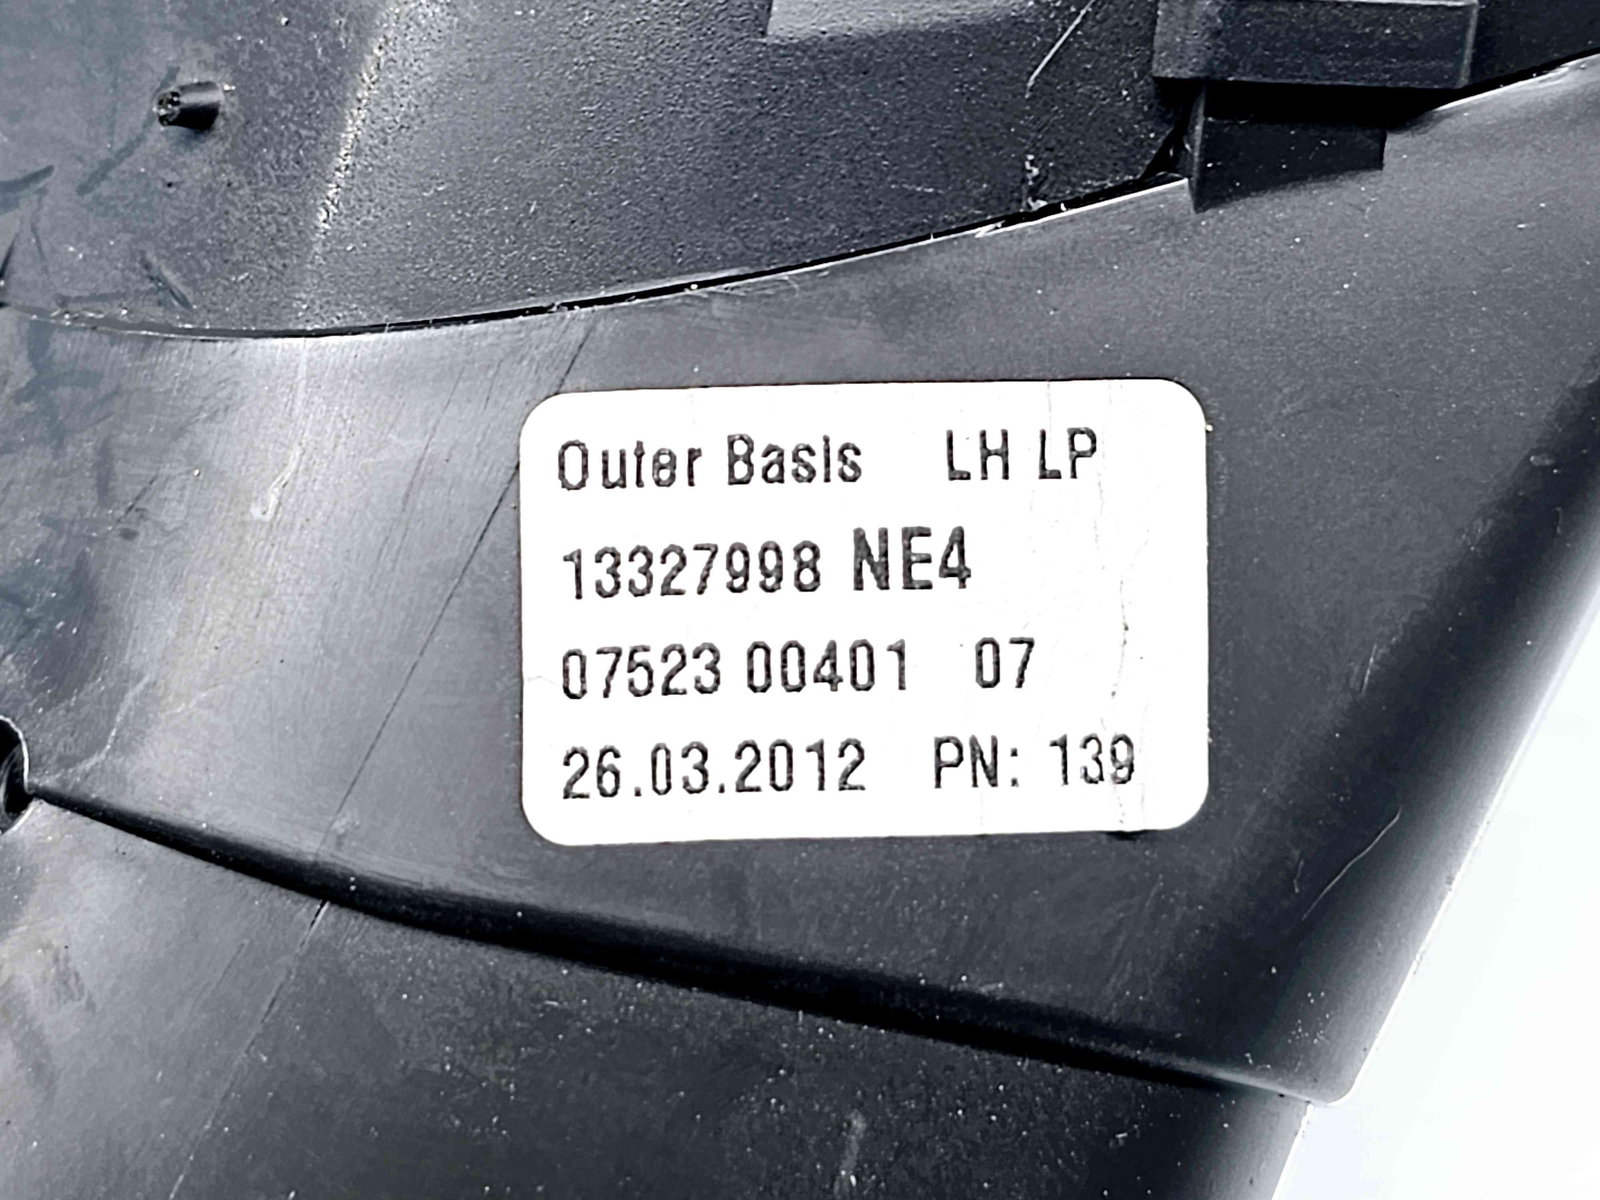 Outer Basis LH LP
13327998 NE4
07523 00401 07
26.03.2012 PN: 139